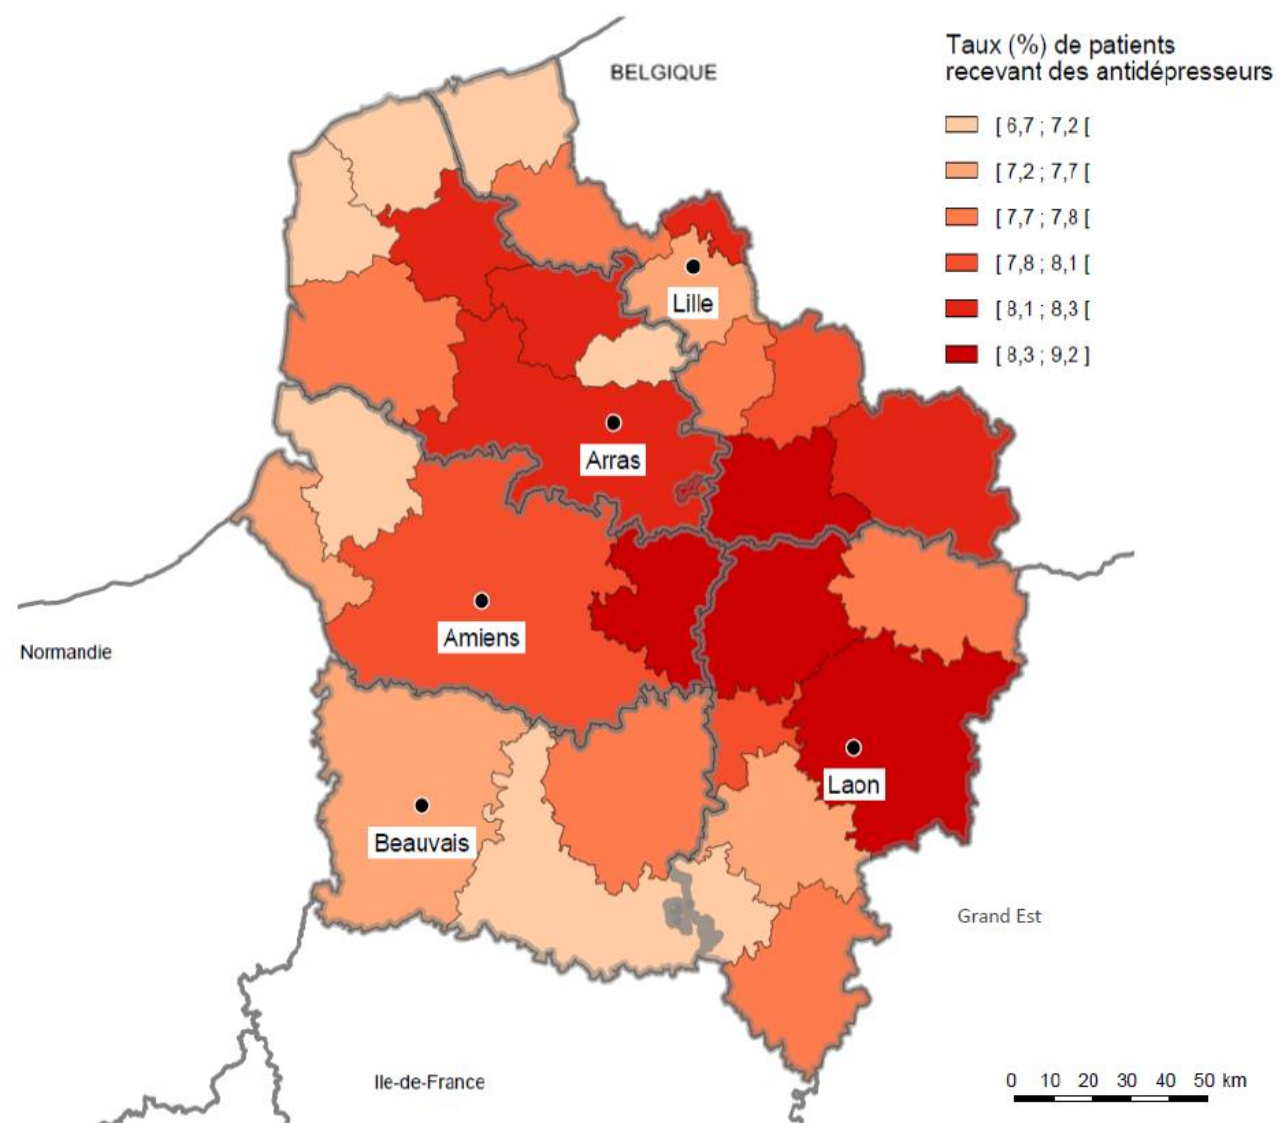 BELGIQUE
Taux (%) de patients
recevant des antidépresseurs
[ 6,7 ; 7,2 [
[ 7,2 ; 7,7 [
[ 7,7 ; 7,8 [
[ 7,8 ; 8,1 [
[ 8,1 ; 8,3 [
[ 8,3 ; 9,2 ]
Lille
Arras
Amiens
Normandie
Laon
Beauvais
Grand Est
Ile-de-France
0 10 20 30 40 50 km